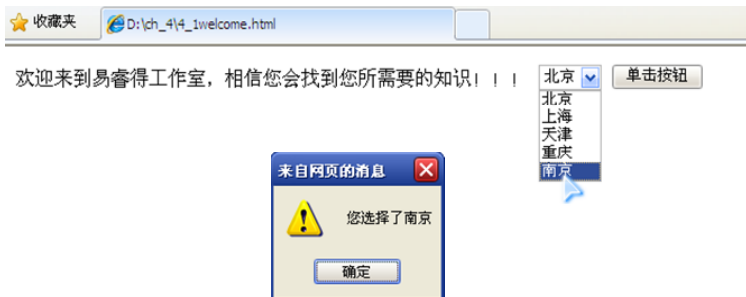 收藏夹 D:\ch_4\4_1welcome.html
欢迎来到易睿得工作室，相信您会找到您所需要的知识！！！ 北京 单击按钮
北京
上海
天津
重庆
南京
来自网页的消息
您选择了南京
确定